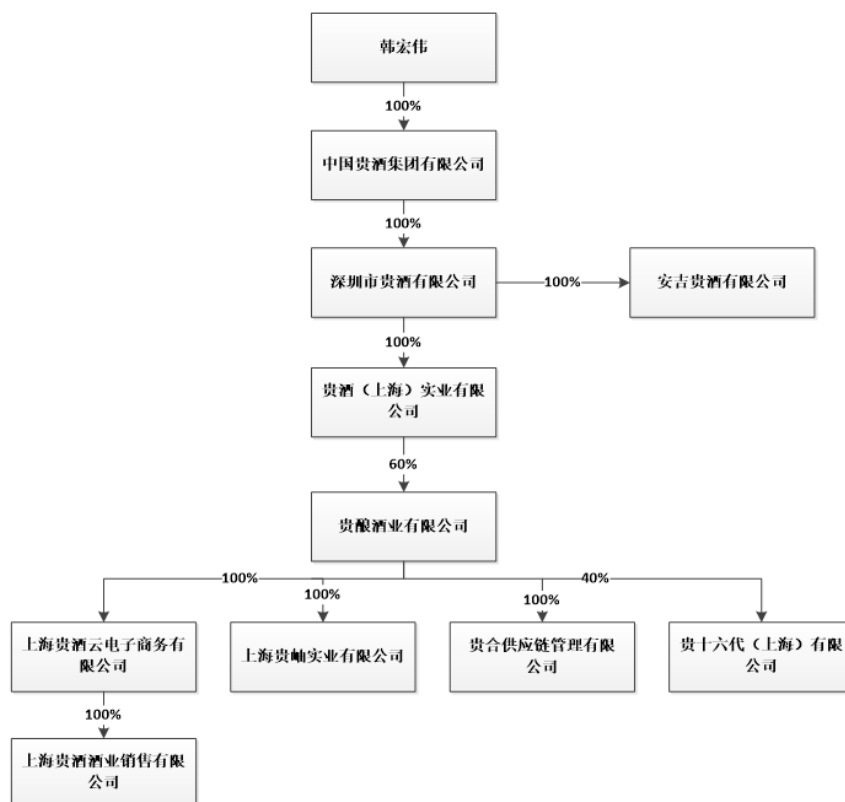 韩宏伟
100%
中国贵酒集团有限公司
100%
深圳市贵酒有限公司
100%
安吉贵酒有限公司
100%
贵酒（上海）实业有限
公司
60%
贵酿酒业有限公司
100%
100%
100%
40%
上海贵酒云电子商务有
限公司
上海贵岫实业有限公司
贵合供应链管理有限
公司
贵十六代（上海）有限
公司
100%
上海贵酒酒业销售有限
公司